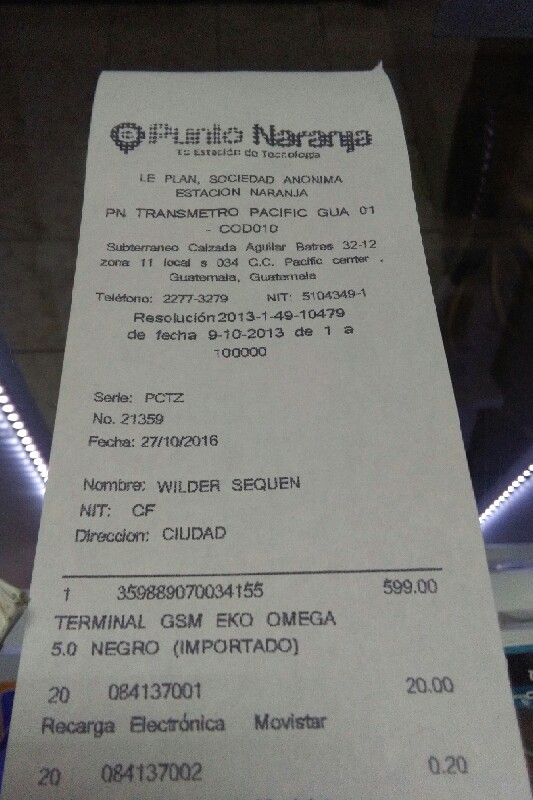 Punto Naranja
Tu Estación de Tecnología
LE PLAN, SOCIEDAD ANONIMA
ESTACION NARANJA
PN TRANSMETRO PACIFIC GUA 01
- COD010
Subterraneo Calzada Aguilar Batres 32-12
zona 11 local s 034 C.C. Pacific center .
Guatemala, Guatemala
Teléfono: 2277-3279 NIT: 5104349-1
Resolución 2013-1-49-10479
de fecha 9-10-2013 de 1 a
100000
Serie: PCTZ
No. 21359
Fecha: 27/10/2016
Nombre: WILDER SEQUEN
NIT: CF
Direccion: CIUDAD
1 359889070034155 599.00
TERMINAL GSM EKO OMEGA
5.0 NEGRO (IMPORTADO)
20 084137001 20.00
Recarga Electrónica Movistar
20 084137002 0.20